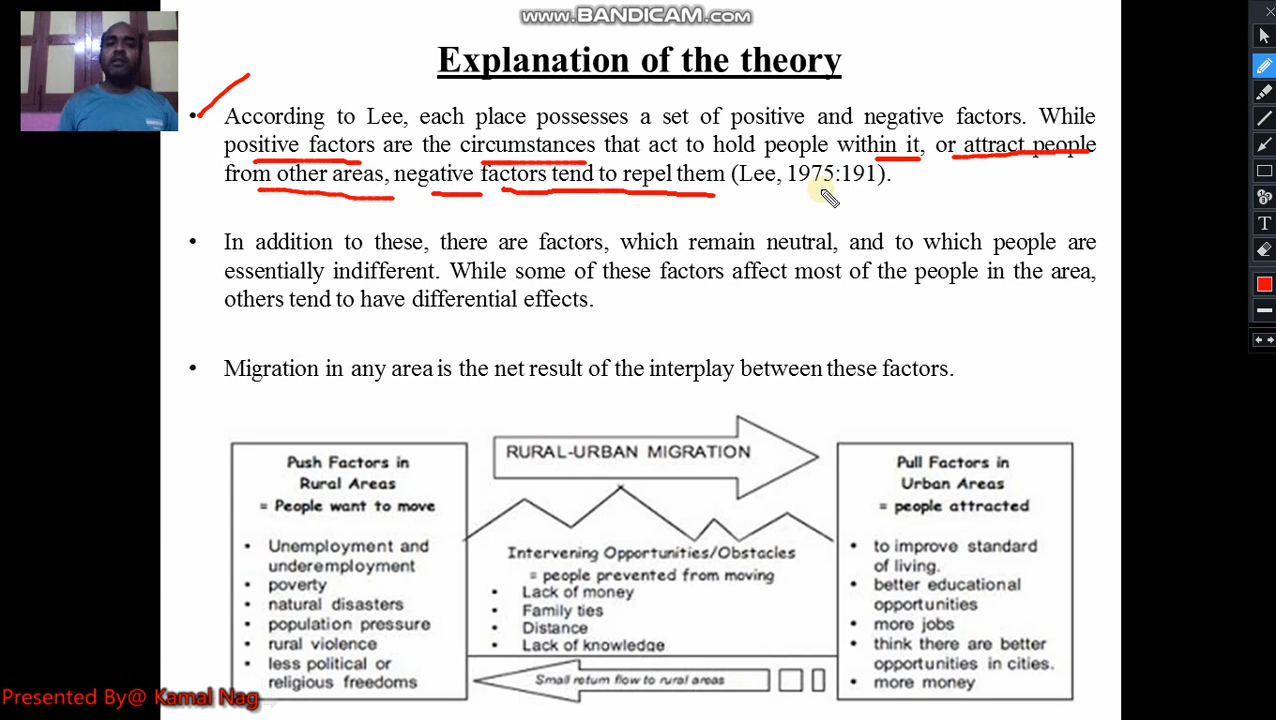 www.BANDICAM.com
Explanation of the theory
• According to Lee, each place possesses a set of positive and negative factors. While
positive factors are the circumstances that act to hold people within it, or attract people
from other areas, negative factors tend to repel them (Lee, 1975:191).
• In addition to these, there are factors, which remain neutral, and to which people are
essentially indifferent. While some of these factors affect most of the people in the area,
others tend to have differential effects.
• Migration in any area is the net result of the interplay between these factors.
Push Factors in
Rural Areas
= People want to move
• Unemployment and
underemployment
• poverty
• natural disasters
• population pressure
• rural violence
• less political or
religious freedoms
RURAL-URBAN MIGRATION
Intervening Opportunities/Obstacles
= people prevented from moving
• Lack of money
• Family ties
• Distance
• Lack of knowledge
Small return flow to rural areas
Pull Factors in
Urban Areas
= people attracted
• to improve standard
of living.
• better educational
opportunities
• more jobs
• think there are better
opportunities in cities.
• more money
Presented By@ Kamal Nag
T